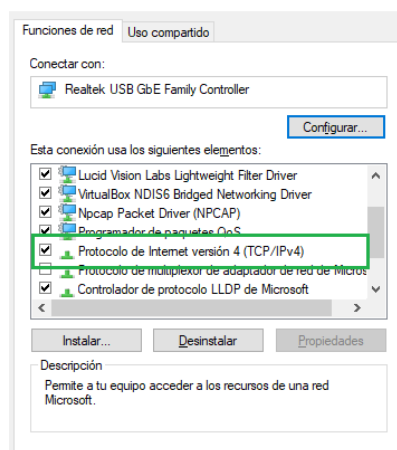 Funciones de red Uso compartido
Conectar con:
Realtek USB GbE Family Controller
Configurar...
Esta conexión usa los siguientes elementos:
Lucid Vision Labs Lightweight Filter Driver
VirtualBox NDIS6 Bridged Networking Driver
Npcap Packet Driver (NPCAP)
Programador de paquetes QoS
Protocolo de Internet versión 4 (TCP/IPv4)
Protocolo de multiplexor de adaptador de red de Micros
Controlador de protocolo LLDP de Microsoft
Instalar... Desinstalar Propiedades
Descripción
Permite a tu equipo acceder a los recursos de una red
Microsoft.